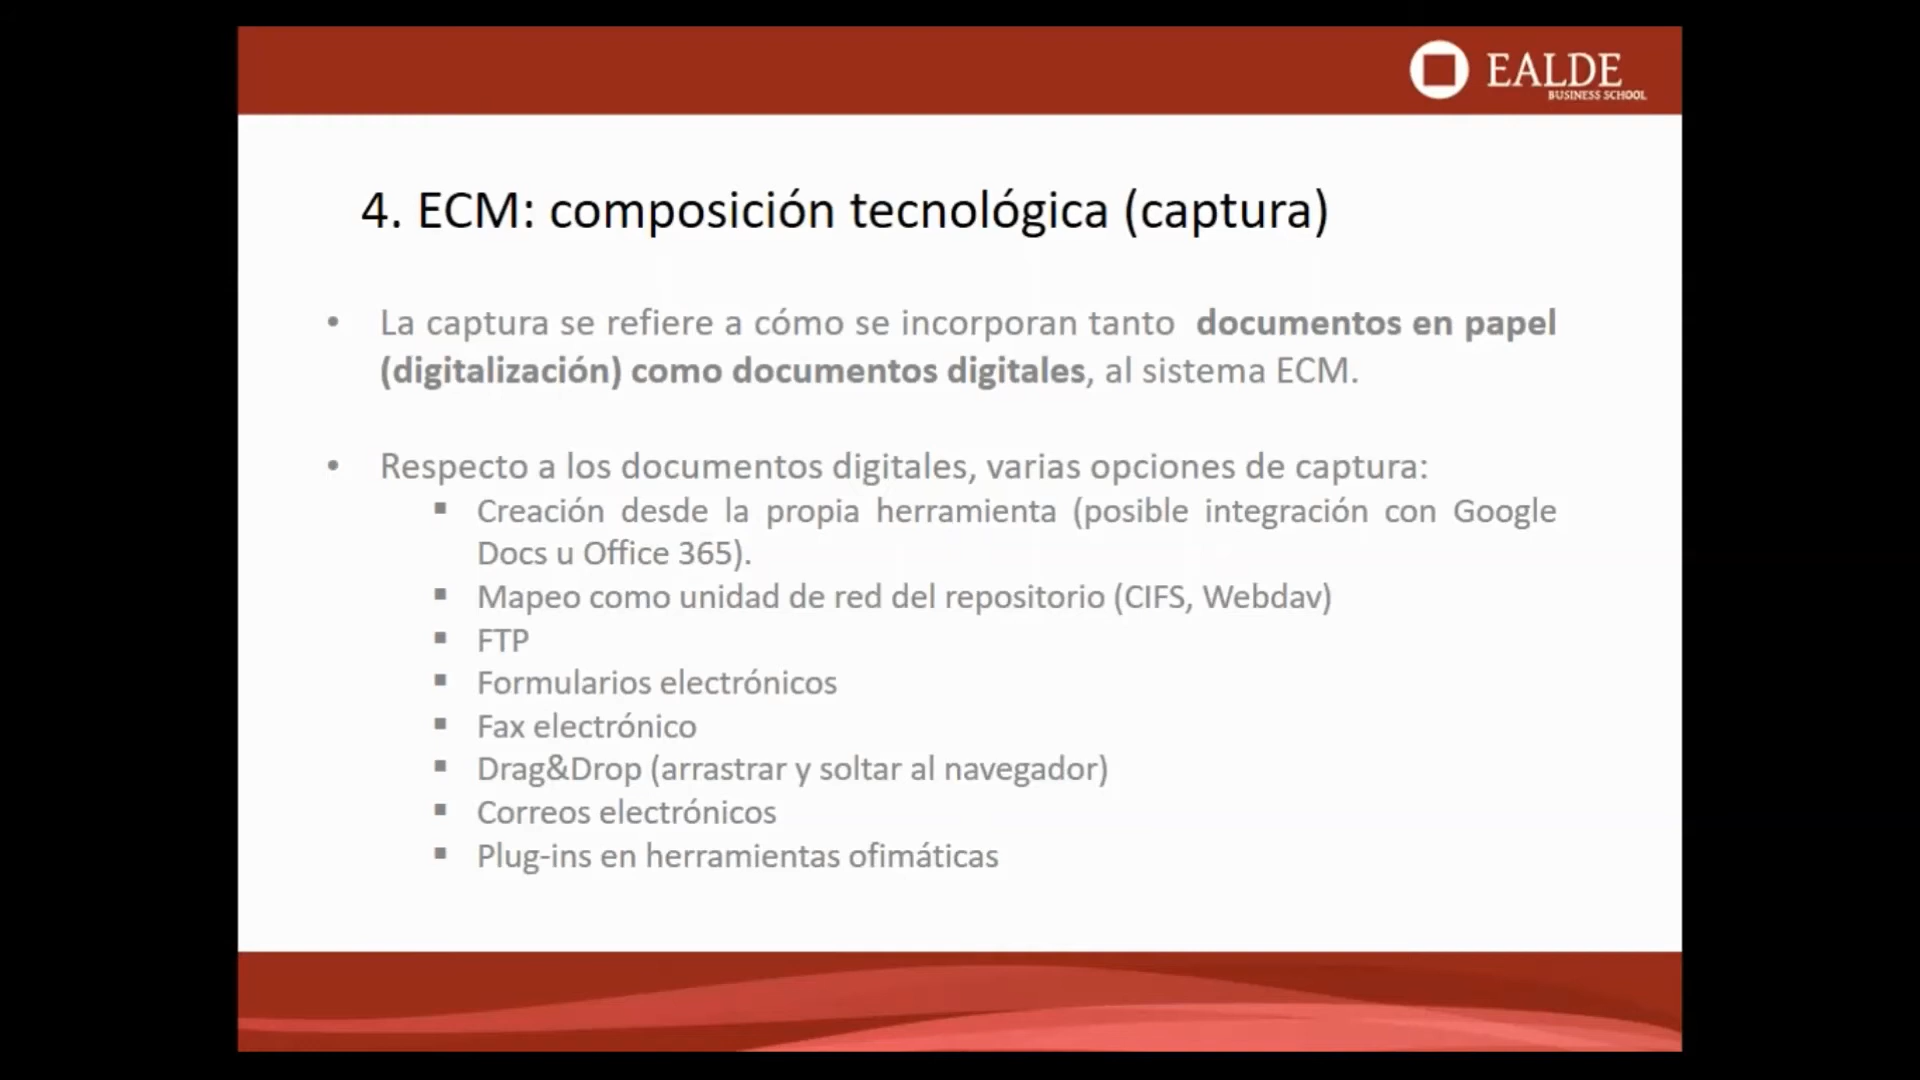 EALDE
BUSINESS SCHOOL
4. ECM: composición tecnológica (captura)
• La captura se refiere a cómo se incorporan tanto documentos en papel
(digitalización) como documentos digitales, al sistema ECM.
• Respecto a los documentos digitales, varias opciones de captura:
▪ Creación desde la propia herramienta (posible integración con Google
Docs u Office 365).
▪ Mapeo como unidad de red del repositorio (CIFS, Webdav)
▪ FTP
▪ Formularios electrónicos
▪ Fax electrónico
▪ Drag&Drop (arrastrar y soltar al navegador)
▪ Correos electrónicos
▪ Plug-ins en herramientas ofimáticas